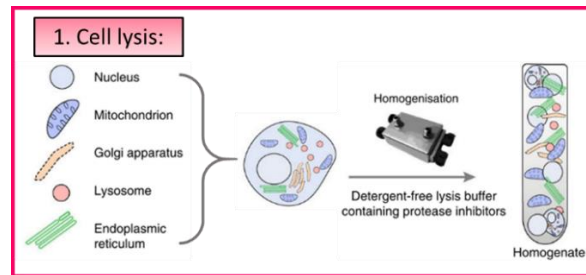 1. Cell lysis:
Nucleus
Mitochondrion
Golgi apparatus
Lysosome
Endoplasmic
reticulum
Homogenisation
Detergent-free lysis buffer
containing protease inhibitors
Homogenate